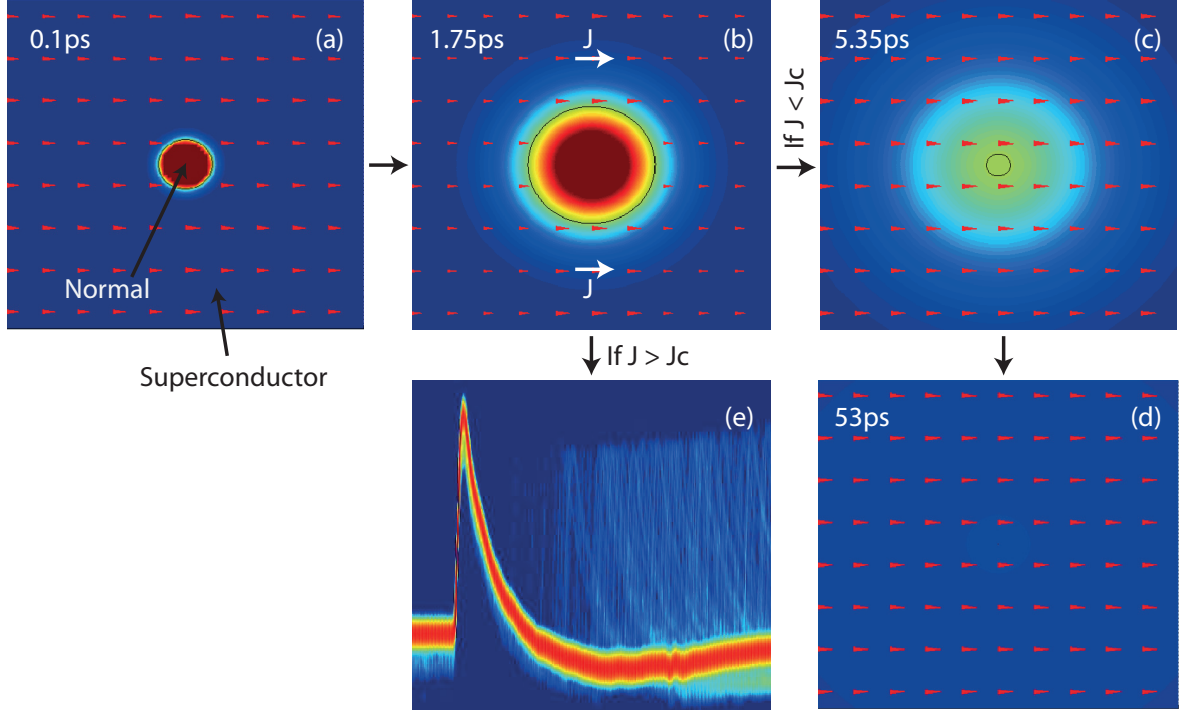 0.1ps
(a)
Normal
Superconductor
1.75ps
(b)
J
J
If J < Jc
5.35ps
(c)
If J > Jc
(e)
53ps
(d)